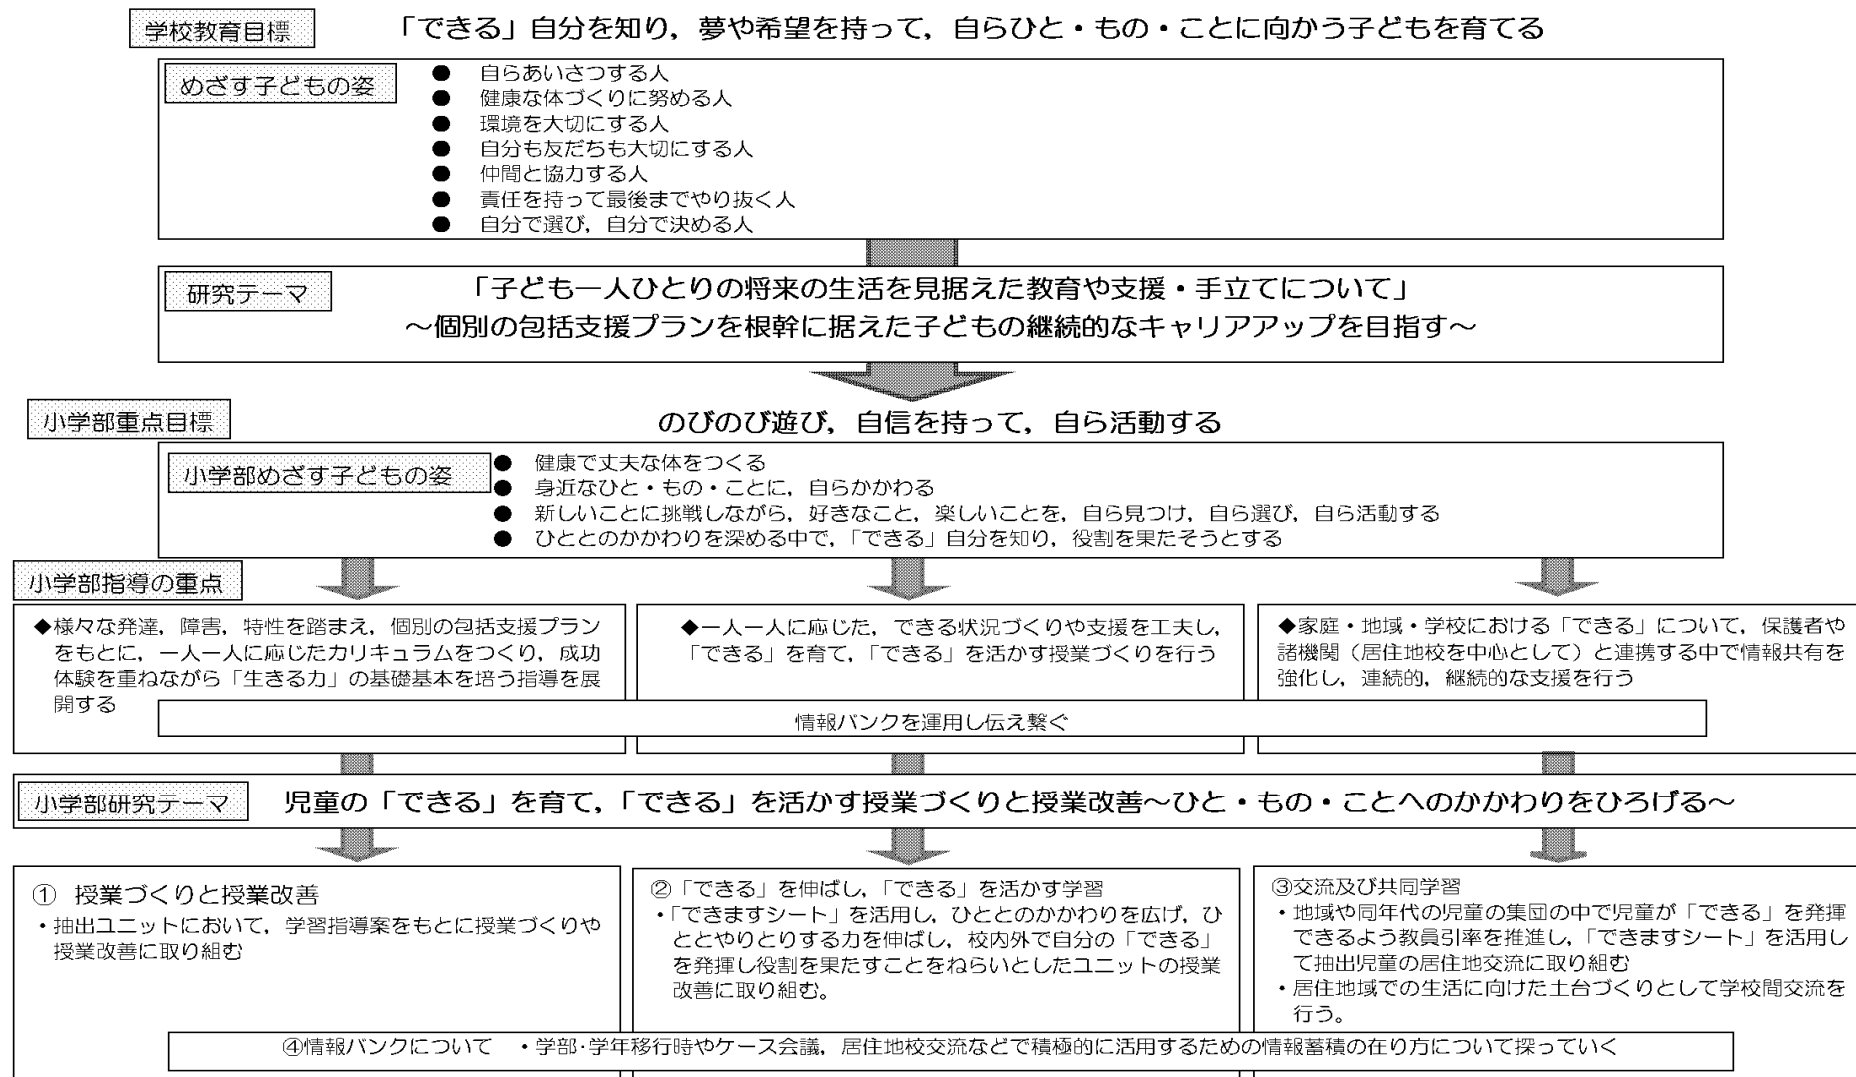 学校教育目標
「できる」自分を知り，夢や希望を持って，自らひと・もの・ことに向かう子どもを育てる
めざす子どもの姿
● 自らあいさつする人
● 健康な体づくりに努める人
● 環境を大切にする人
● 自分も友だちも大切にする人
● 仲間と協力する人
● 責任を持って最後までやり抜く人
● 自分で選び，自分で決める人
研究テーマ
「子ども一人ひとりの将来の生活を見据えた教育や支援・手立てについて」
～個別の包括支援プランを根幹に据えた子どもの継続的なキャリアアップを目指す～
小学部重点目標
のびのび遊び，自信を持って，自ら活動する
小学部めざす子どもの姿
● 健康で丈夫な体をつくる
● 身近なひと・もの・ことに，自らかかわる
● 新しいことに挑戦しながら，好きなこと，楽しいことを，自ら見つけ，自ら選び，自ら活動する
● ひととのかかわりを深める中で，「できる」自分を知り，役割を果たそうとする
小学部指導の重点
◆様々な発達，障害，特性を踏まえ，個別の包括支援プラン
をもとに，一人一人に応じたカリキュラムをつくり，成功
体験を重ねながら「生きる力」の基礎基本を培う指導を展
開する
◆一人一人に応じた，できる状況づくりや支援を工夫し，
「できる」を育て，「できる」を活かす授業づくりを行う
◆家庭・地域・学校における「できる」について，保護者や
諸機関（居住地校を中心として）と連携する中で情報共有を
強化し，連続的，継続的な支援を行う
情報バンクを運用し伝え繋ぐ
小学部研究テーマ
児童の「できる」を育て，「できる」を活かす授業づくりと授業改善～ひと・もの・ことへのかかわりをひろげる～
① 授業づくりと授業改善
・抽出ユニットにおいて，学習指導案をもとに授業づくりや
授業改善に取り組む
②「できる」を伸ばし，「できる」を活かす学習
・「できますシート」を活用し，ひととのかかわりを広げ，ひ
ととやりとりする力を伸ばし，校内外で自分の「できる」
を発揮し役割を果たすことをねらいとしたユニットの授業
改善に取り組む。
③交流及び共同学習
・地域や同年代の児童の集団の中で児童が「できる」を発揮
できるよう教員引率を推進し，「できますシート」を活用し
て抽出児童の居住地交流に取り組む
・居住地域での生活に向けた土台づくりとして学校間交流を
行う。
④情報バンクについて ・学部・学年移行時やケース会議，居住地校交流などで積極的に活用するための情報蓄積の在り方について探っていく